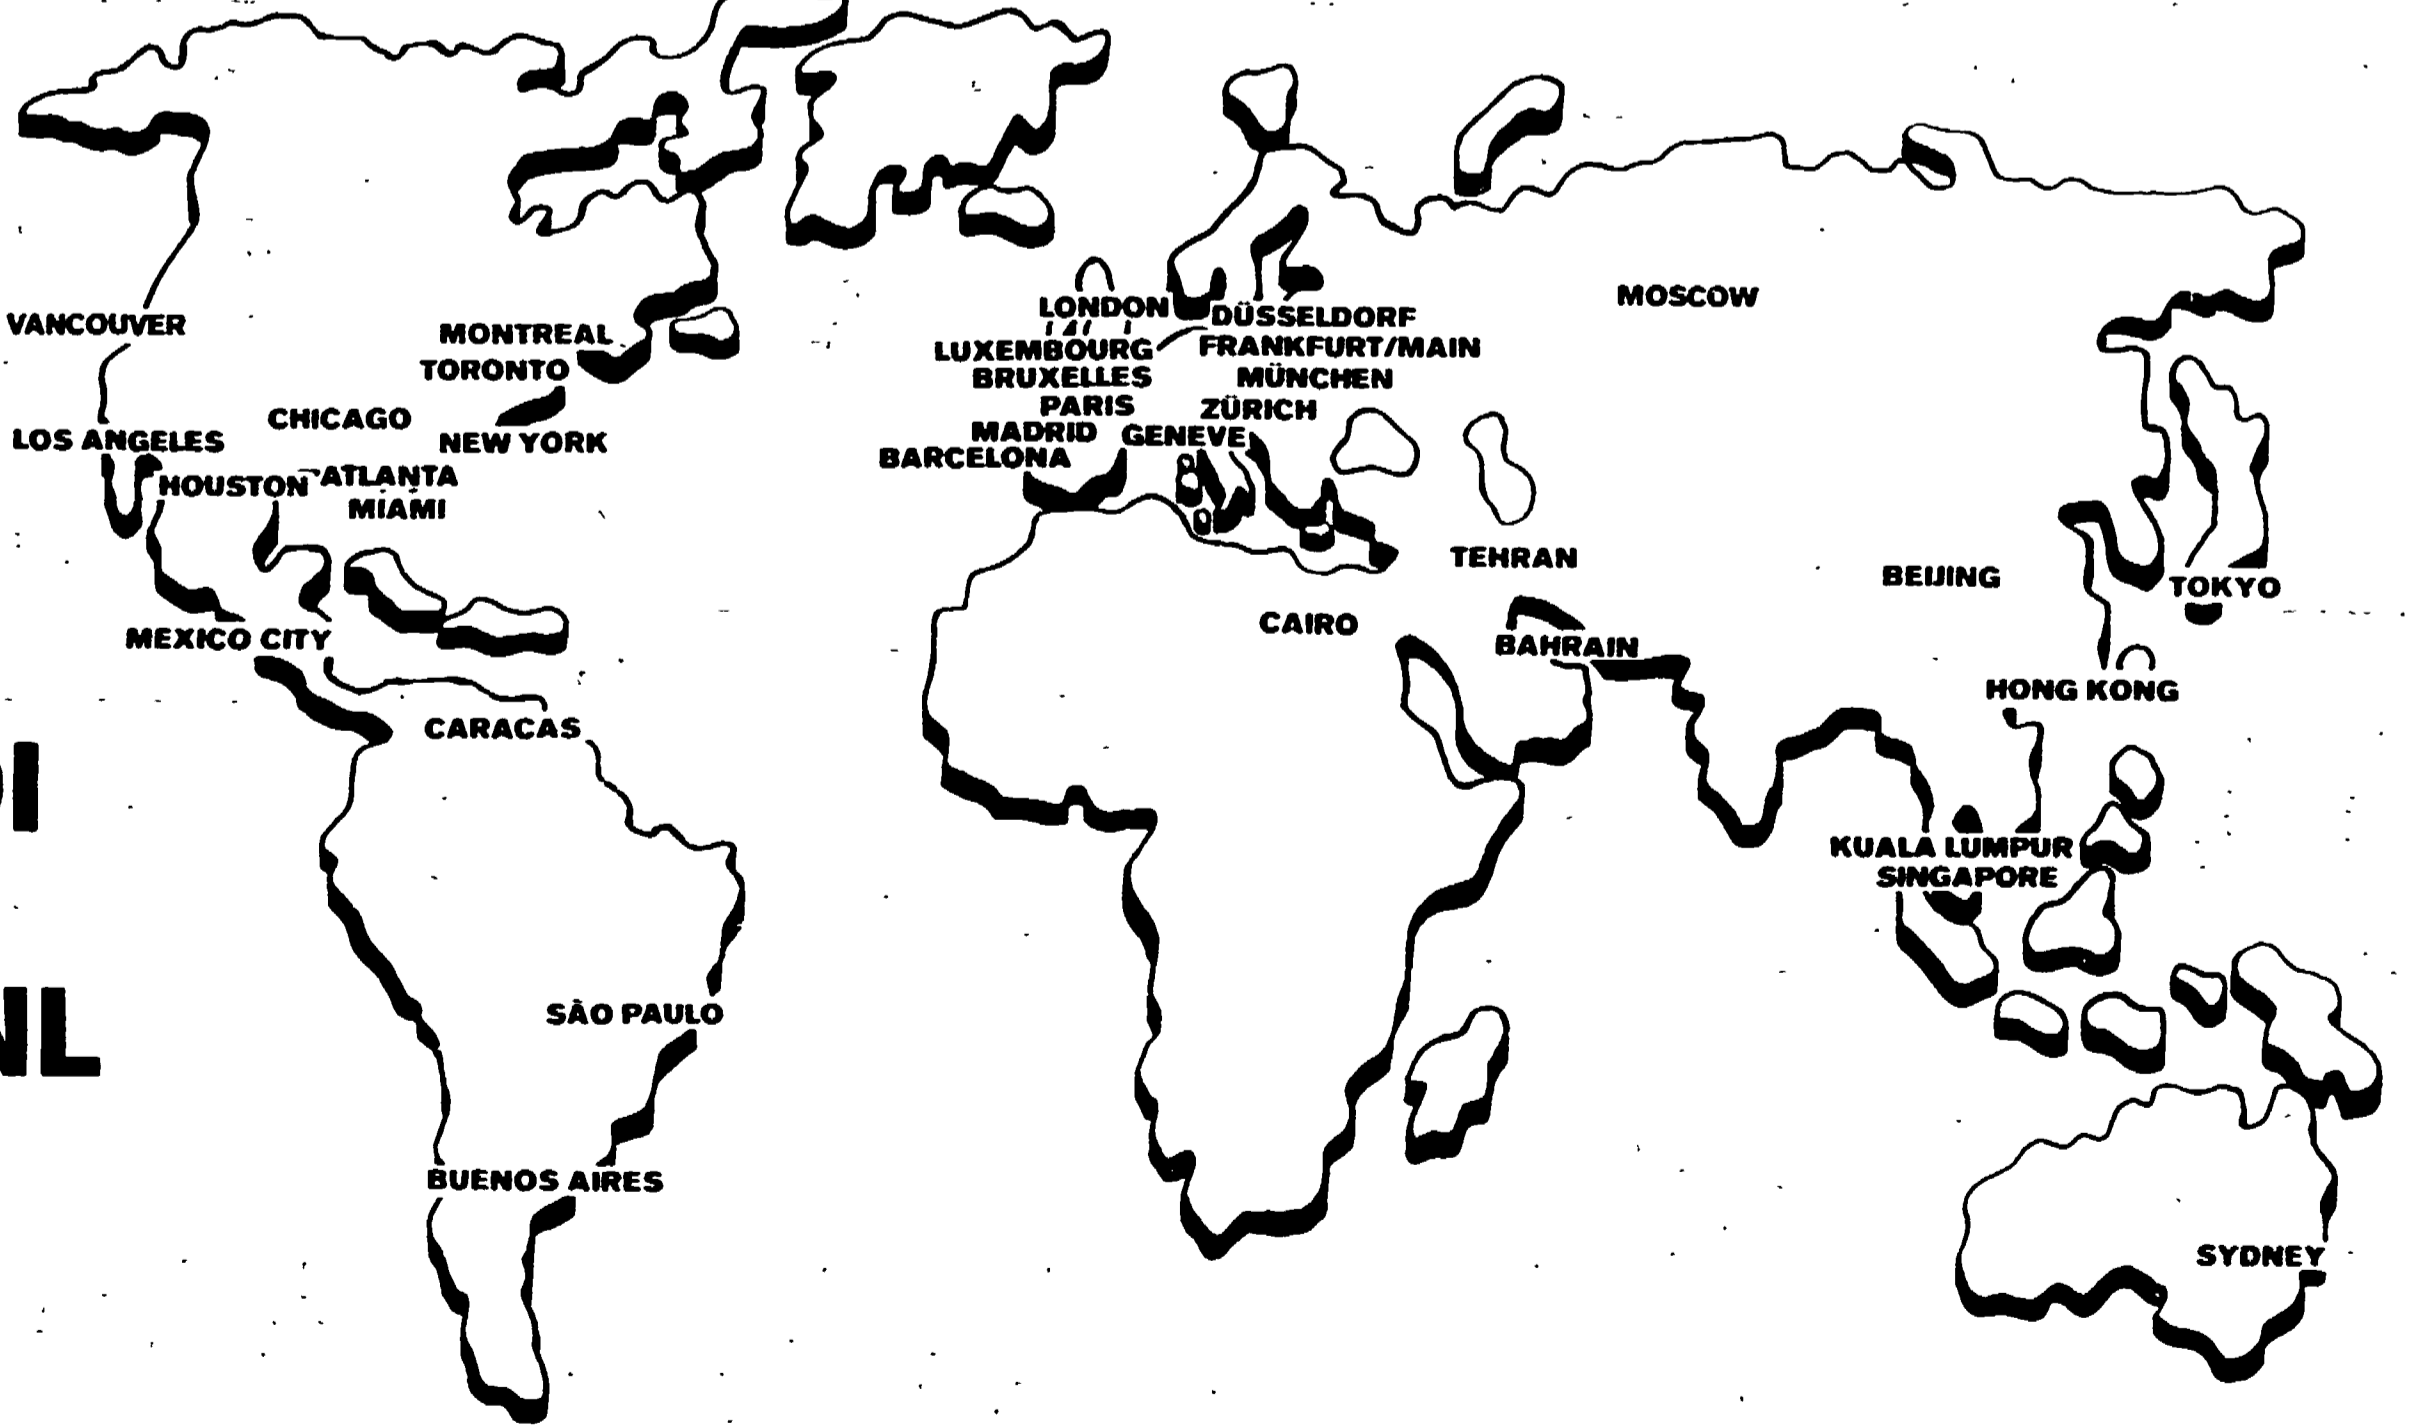 VANCOUVER
MONTREAL
TORONTO
CHICAGO
LOS ANGELES
NEW YORK
HOUSTON
ATLANTA
MIAMI
MEXICO CITY
CARACAS
SÃO PAULO
BUENOS AIRES
LONDON
DÜSSELDORF
LUXEMBOURG
FRANKFURT/MAIN
BRUXELLES
MÜNCHEN
PARIS
ZÜRICH
MADRID
GENEVE
BARCELONA
MOSCOW
TEHRAN
CAIRO
BAHRAIN
BEIJING
TOKYO
HONG KONG
KUALA LUMPUR
SINGAPORE
SYDNEY